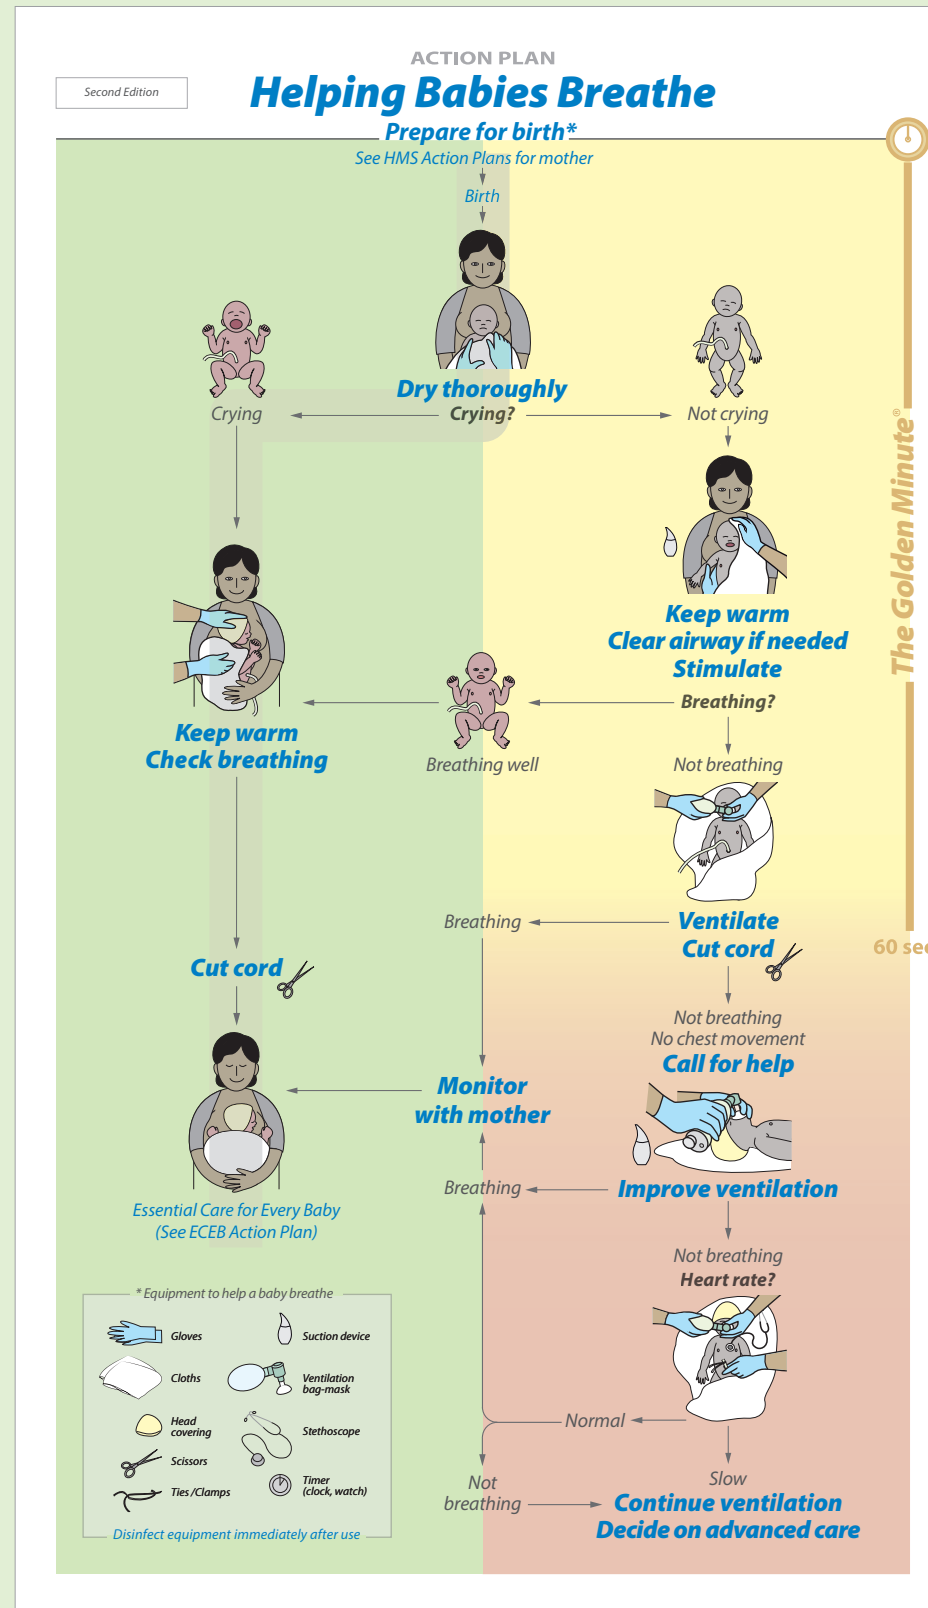 ACTION PLAN
Second Edition
Helping Babies Breathe
Prepare for birth*
See HMS Action Plans for mother
Birth
Dry thoroughly
Crying
Crying?
Not crying
The Golden Minute®
Keep warm
Clear airway if needed
Stimulate
Breathing?
Keep warm
Check breathing
Breathing well
Not breathing
Breathing
Ventilate
Cut cord
60 sec
Cut cord
Not breathing
No chest movement
Call for help
Monitor
with mother
Breathing
Improve ventilation
Essential Care for Every Baby
(See ECEB Action Plan)
Not breathing
Heart rate?
* Equipment to help a baby breathe
Gloves
Suction device
Cloths
Ventilation
bag-mask
Head
covering
Stethoscope
Scissors
Ties /Clamps
Timer
(clock, watch)
Disinfect equipment immediately after use
Normal
Slow
Not
breathing
Continue ventilation
Decide on advanced care